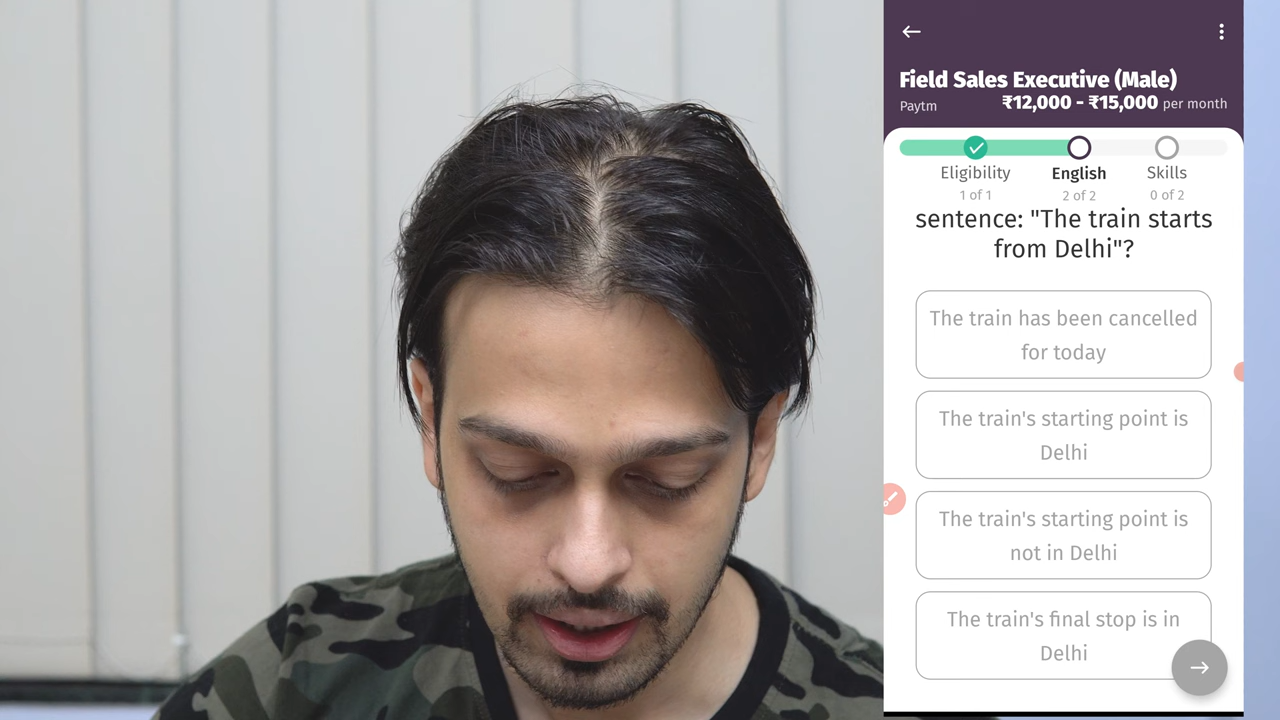 Field Sales Executive (Male)
Paytm ₹12,000 - ₹15,000 per month
Eligibility English Skills
1 of 1 2 of 2 0 of 2
sentence: "The train starts
from Delhi"?
The train has been cancelled
for today
The train's starting point is
Delhi
The train's starting point is
not in Delhi
The train's final stop is in
Delhi